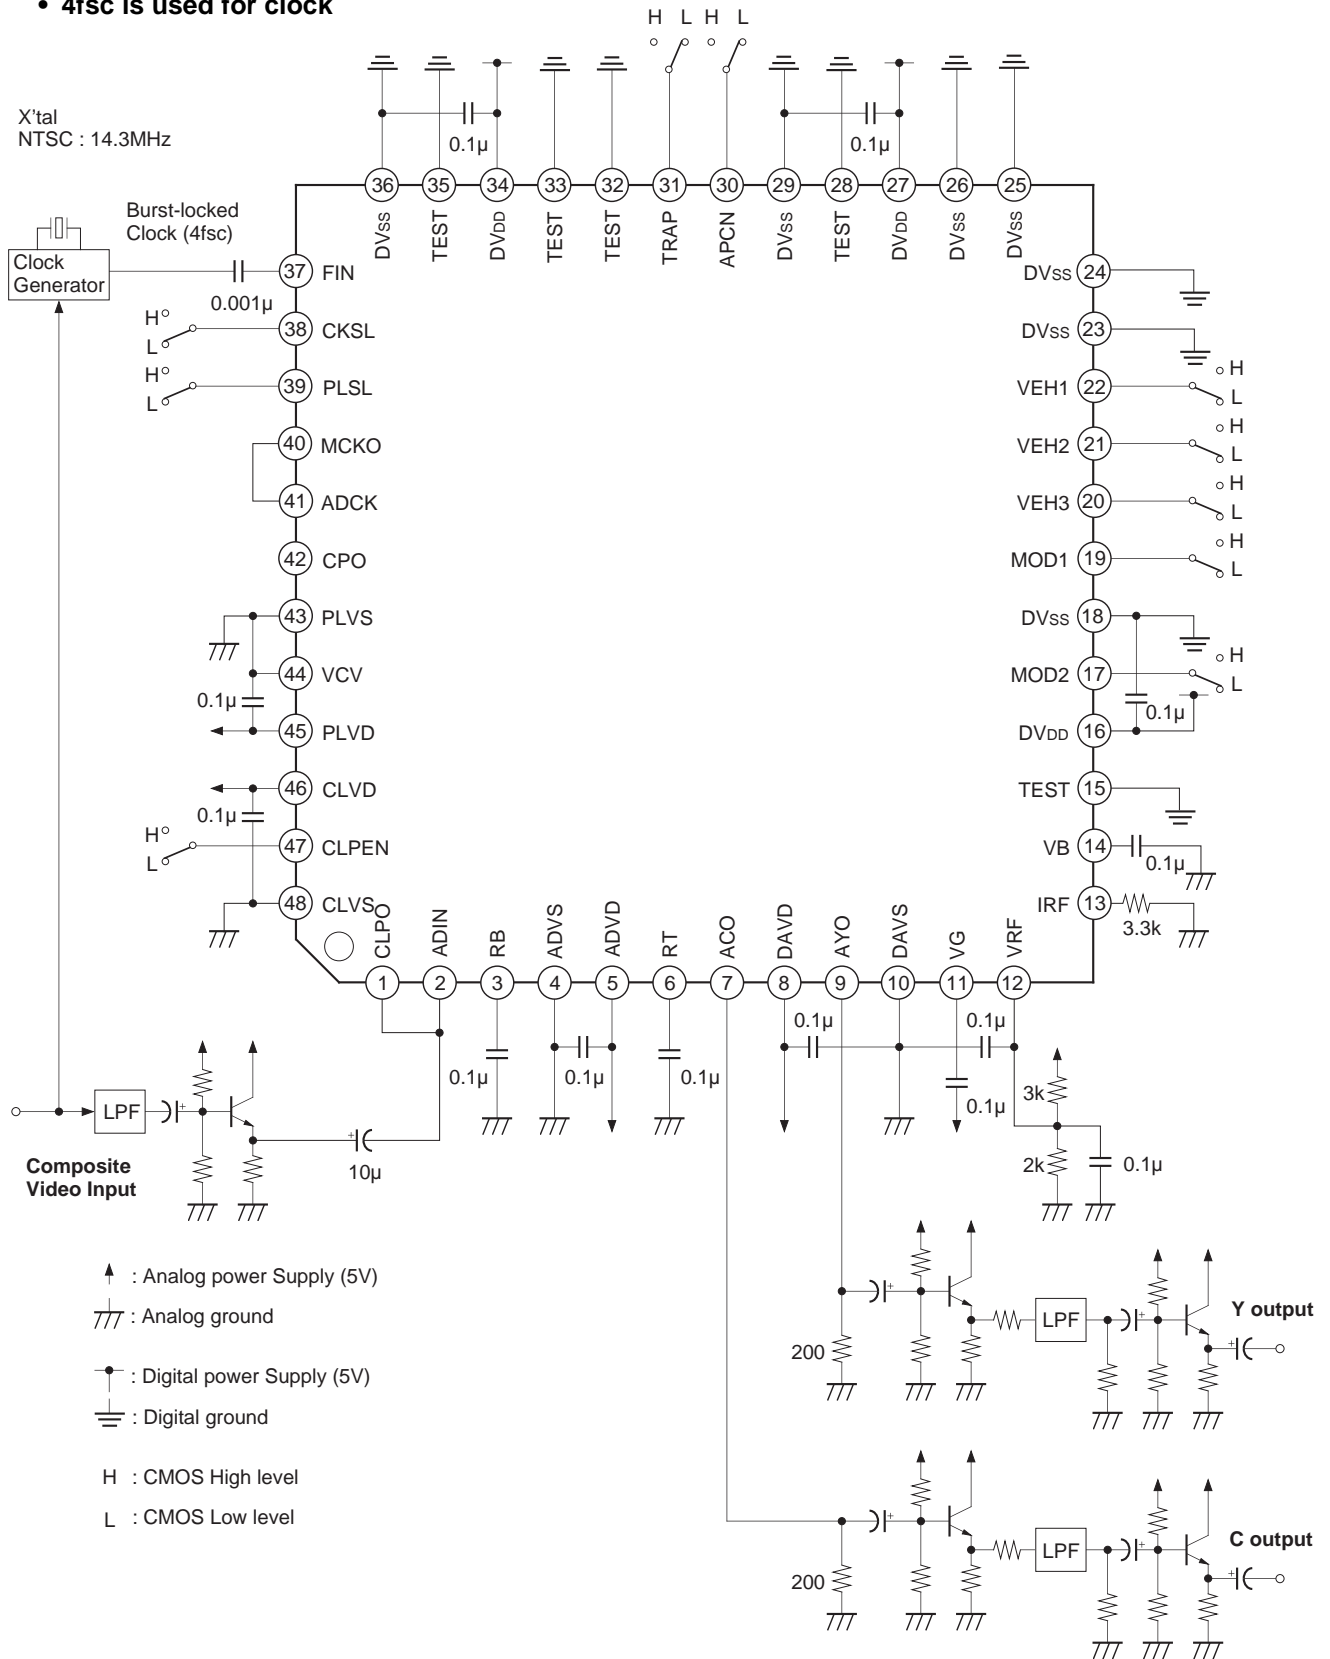 • 4fsc is used for clock
H L H L
X'tal
NTSC : 14.3MHz
0.1µ 0.1µ
36 35 34 33 32 31 30 29 28 27 26 25
DVss TEST DVDD TEST TEST TRAP APCN DVss TEST DVDD DVss DVss
Burst-locked
Clock (4fsc)
Clock
Generator
0.001µ
37 FIN
H
L
38 CKSL
H
L
39 PLSL
40 MCKO
41 ADCK
42 CPO
43 PLVS
44 VCV
0.1µ
45 PLVD
46 CLVD
0.1µ
H
L
47 CLPEN
48 CLVS
DVss 24
DVss 23
VEH1 22
H
L
VEH2 21
H
L
VEH3 20
H
L
MOD1 19
H
L
DVss 18
MOD2 17
H
L
0.1µ
DVDD 16
TEST 15
VB 14
0.1µ
IRF 13
3.3k
CLPO ADIN RB ADVS ADVD RT ACO DAVD AYO DAVS VG VRF
1 2 3 4 5 6 7 8 9 10 11 12
0.1µ 0.1µ
0.1µ 0.1µ 0.1µ 0.1µ
3k
2k 0.1µ
LPF
+
+
10µ
Composite
Video Input
: Analog power Supply (5V)
: Analog ground
: Digital power Supply (5V)
: Digital ground
H : CMOS High level
L : CMOS Low level
+
200
LPF
+
+
Y output
+
200
LPF
+
+
C output